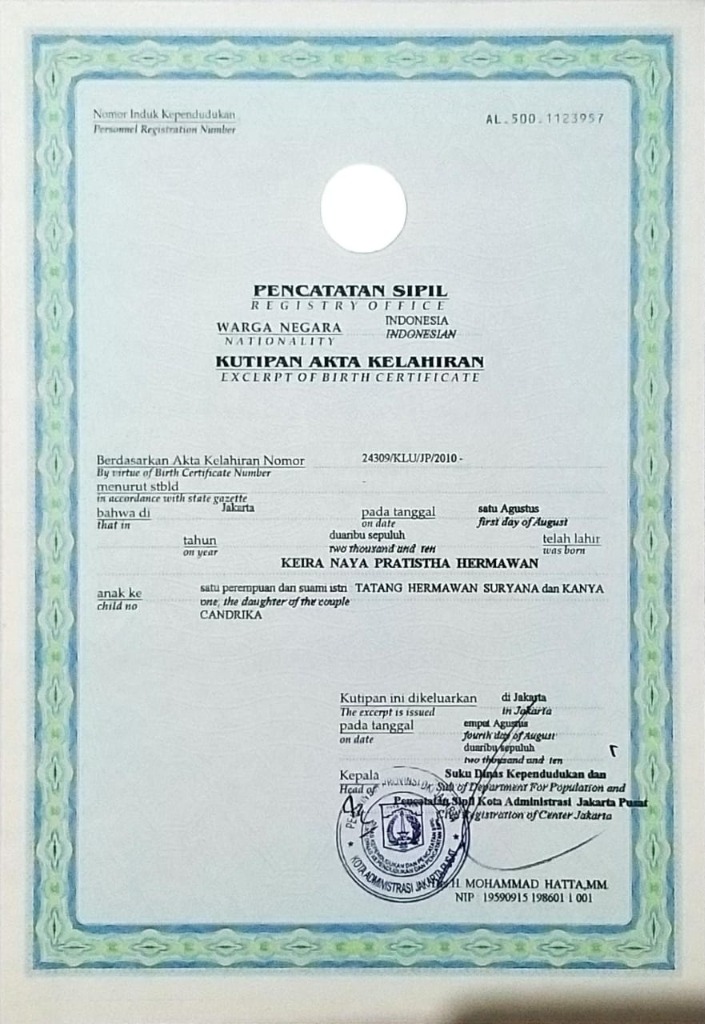 Nomor Induk Kependudukan
Personnel Registration Number
AL.500.1123957
PENCATATAN SIPIL
REGISTRY OFFICE
WARGA NEGARA INDONESIA
NATIONALITY INDONESIAN
KUTIPAN AKTA KELAHIRAN
EXCERPT OF BIRTH CERTIFICATE
Berdasarkan Akta Kelahiran Nomor 24309/KLU/JP/2010.-
By virtue of Birth Certificate Number
menurut stbld -
in accordance with state gazette
bahwa di Jakarta pada tanggal satu Agustus
that in on date first day of August
tahun duaribu sepuluh telah lahir
on year two thousand and ten was born
KEIRA NAYA PRATISTHA HERMAWAN
anak ke satu perempuan dan suami istri TATANG HERMAWAN SURYANA dan KANYA
child no one, the daughter of the couple
CANDRIKA
Kutipan ini dikeluarkan di Jakarta
The excerpt is issued in Jakarta
pada tanggal empat Agustus
on date fourth day of August
duaribu sepuluh
two thousand and ten
Kepala Suku Dinas Kependudukan dan
Head of Sub of Department For Population and
Pencatatan Sipil Kota Administrasi Jakarta Pusat
Civil Registration of Center Jakarta
KOTA ADMINISTRASI JAKARTA PUSAT
H. MOHAMMAD HATTA,MM.
NIP 19590915 198601 1 001